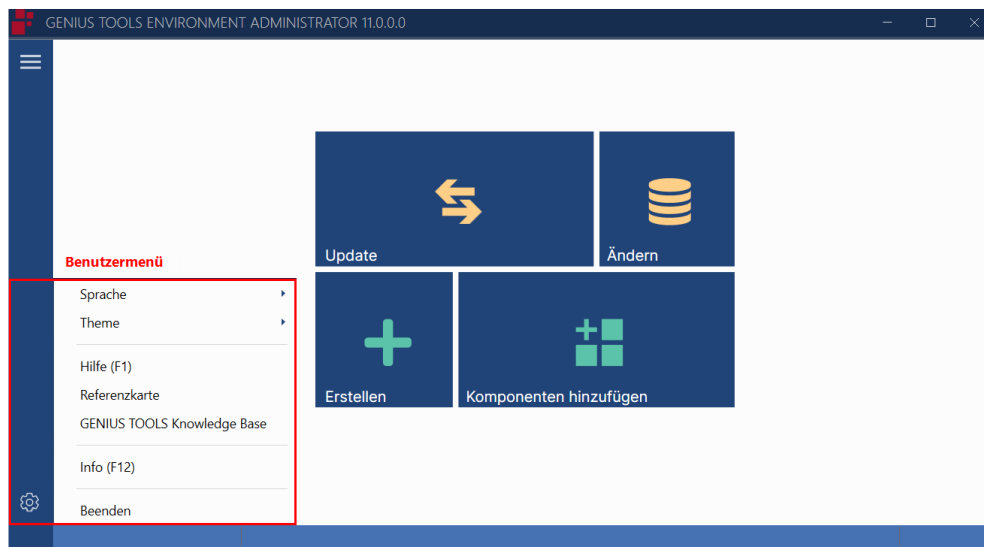 GENIUS TOOLS ENVIRONMENT ADMINISTRATOR 11.0.0.0
Update
Ändern
Benutzermenü
Sprache
Theme
Hilfe (F1)
Referenzkarte
GENIUS TOOLS Knowledge Base
Info (F12)
Beenden
Erstellen
Komponenten hinzufügen